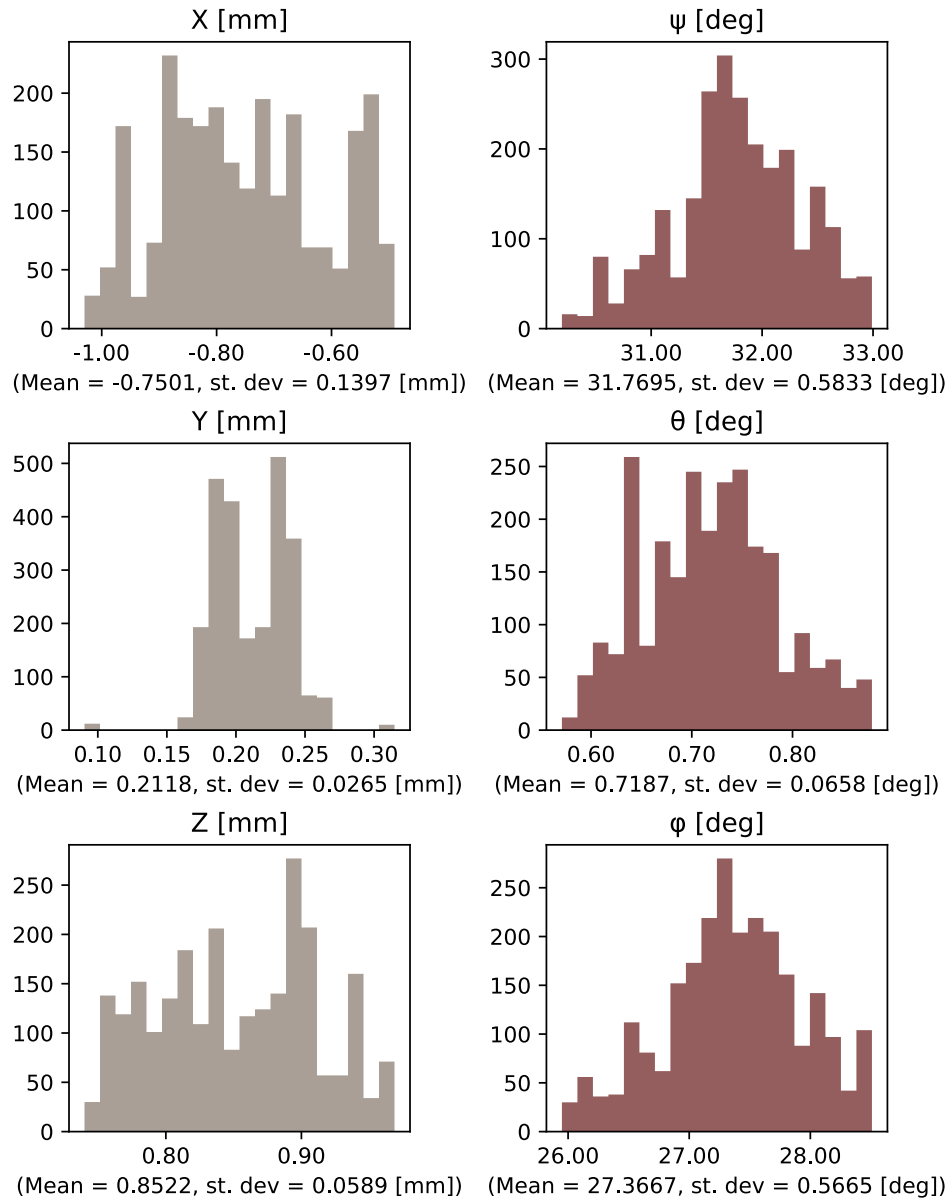 X [mm]
200
150
100
50
0
-1.00 -0.80 -0.60
(Mean = -0.7501, st. dev = 0.1397 [mm])
ψ [deg]
300
200
100
0
31.00 32.00 33.00
(Mean = 31.7695, st. dev = 0.5833 [deg])
Y [mm]
500
400
300
200
100
0
0.10 0.15 0.20 0.25 0.30
(Mean = 0.2118, st. dev = 0.0265 [mm])
θ [deg]
250
200
150
100
50
0
0.60 0.70 0.80
(Mean = 0.7187, st. dev = 0.0658 [deg])
Z [mm]
250
200
150
100
50
0
0.80 0.90
(Mean = 0.8522, st. dev = 0.0589 [mm])
φ [deg]
250
200
150
100
50
0
26.00 27.00 28.00
(Mean = 27.3667, st. dev = 0.5665 [deg])